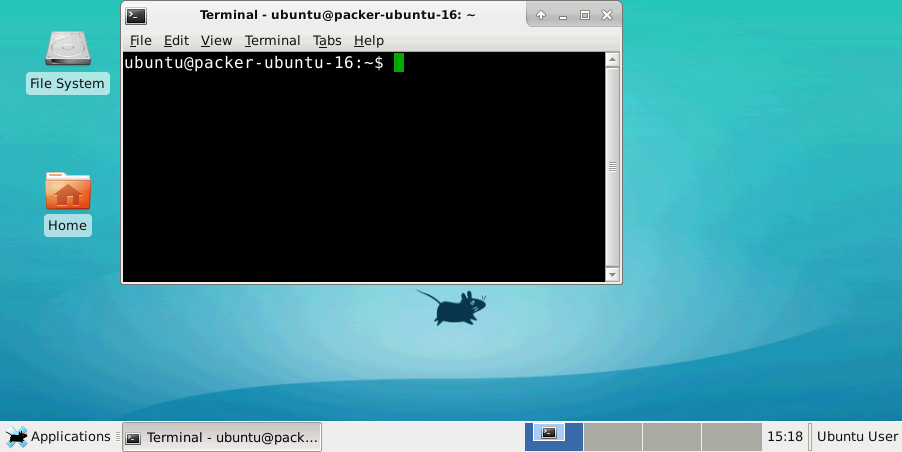 Terminal - ubuntu@packer-ubuntu-16: ~
File Edit View Terminal Tabs Help
ubuntu@packer-ubuntu-16:~$
File System
Home
Applications
Terminal - ubuntu@pack...
15:18
Ubuntu User